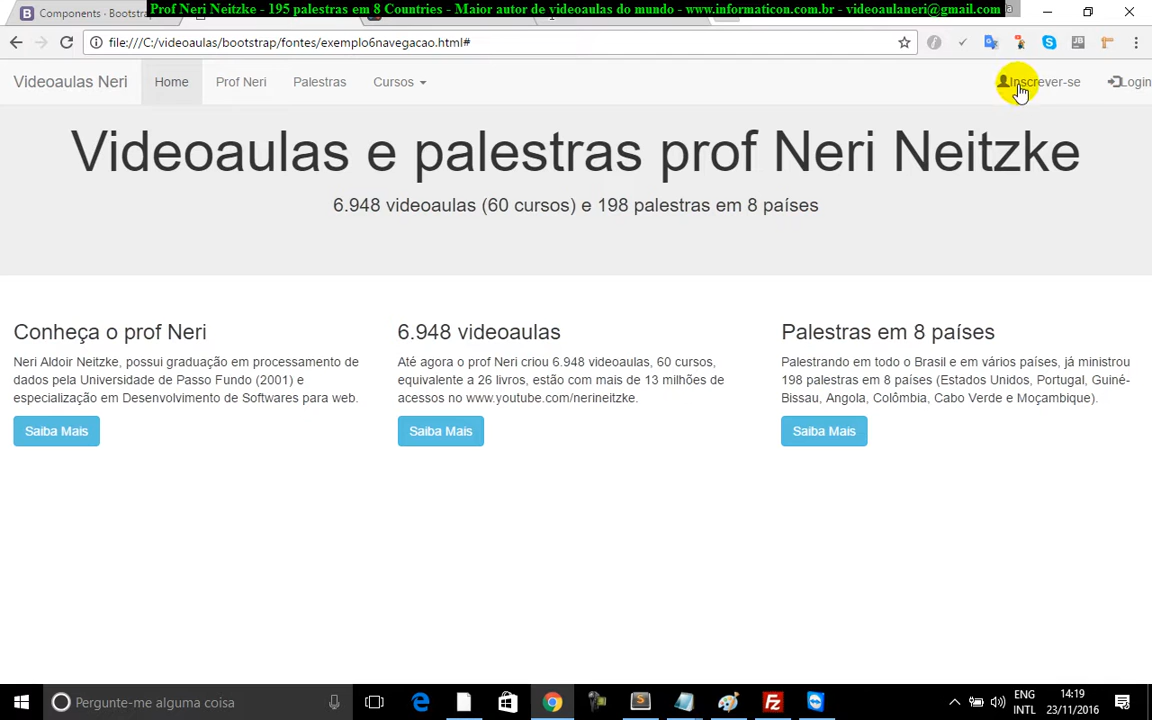 Prof Neri Neitzke - 195 palestras em 8 Countries - Maior autor de videoaulas do mundo - www.informaticon.com.br - videoaulaneri@gmail.com
Components - Bootstrap
file:///C:/videoaulas/bootstrap/fontes/exemplo6navegacao.html#
Videoaulas Neri Home Prof Neri Palestras Cursos Inscrever-se Login
Videoaulas e palestras prof Neri Neitzke
6.948 videoaulas (60 cursos) e 198 palestras em 8 países
Conheça o prof Neri
Neri Aldoir Neitzke, possui graduação em processamento de
dados pela Universidade de Passo Fundo (2001) e
especialização em Desenvolvimento de Softwares para web.
Saiba Mais
6.948 videoaulas
Até agora o prof Neri criou 6.948 videoaulas, 60 cursos,
equivalente a 26 livros, estão com mais de 13 milhões de
acessos no www.youtube.com/nerineitzke.
Saiba Mais
Palestras em 8 países
Palestrando em todo o Brasil e em vários países, já ministrou
198 palestras em 8 países (Estados Unidos, Portugal, Guiné-
Bissau, Angola, Colômbia, Cabo Verde e Moçambique).
Saiba Mais
Pergunte-me alguma coisa
ENG
INTL
14:19
23/11/2016